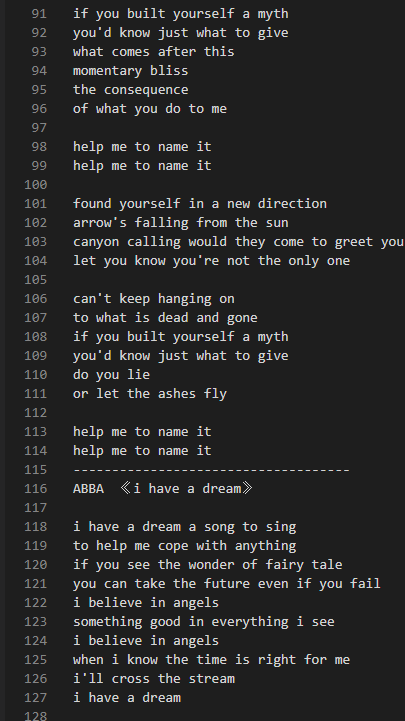 91 if you built yourself a myth
92 you'd know just what to give
93 what comes after this
94 momentary bliss
95 the consequence
96 of what you do to me
97
98 help me to name it
99 help me to name it
100
101 found yourself in a new direction
102 arrow's falling from the sun
103 canyon calling would they come to greet you
104 let you know you're not the only one
105
106 can't keep hanging on
107 to what is dead and gone
108 if you built yourself a myth
109 you'd know just what to give
110 do you lie
111 or let the ashes fly
112
113 help me to name it
114 help me to name it
115 ------------------------------------
116 ABBA 《i have a dream》
117
118 i have a dream a song to sing
119 to help me cope with anything
120 if you see the wonder of fairy tale
121 you can take the future even if you fail
122 i believe in angels
123 something good in everything i see
124 i believe in angels
125 when i know the time is right for me
126 i'll cross the stream
127 i have a dream
128